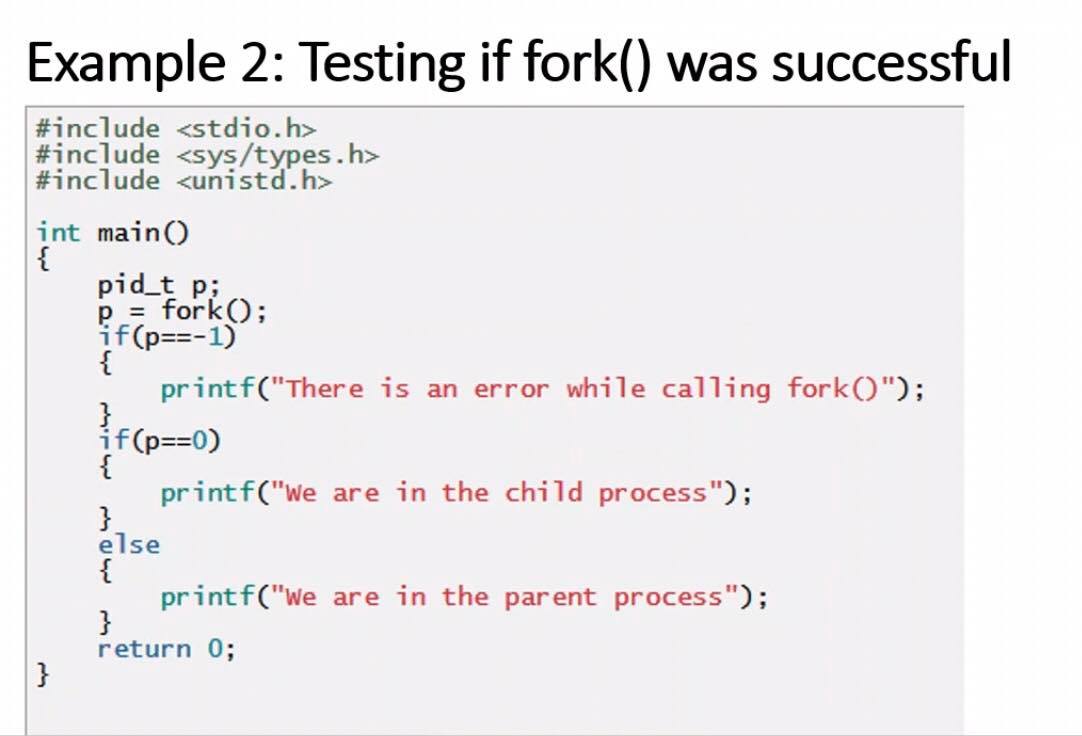 Example 2: Testing if fork() was successful
#include <stdio.h>
#include <sys/types.h>
#include <unistd.h>
int main()
{
pid_t p;
p = fork();
if(p==-1)
{
printf("There is an error while calling fork()");
}
if(p==0)
{
printf("We are in the child process");
}
else
{
printf("We are in the parent process");
}
return 0;
}